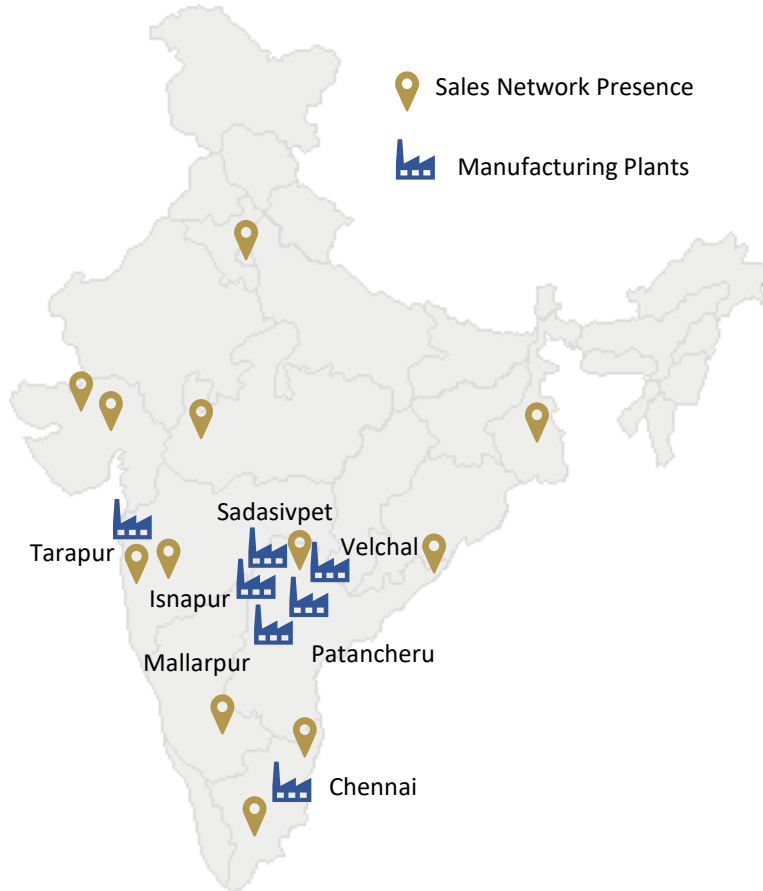 Sales Network Presence
Manufacturing Plants
Sadasivpet
Velchal
Tarapur
Isnapur
Patancheru
Mallarpur
Chennai